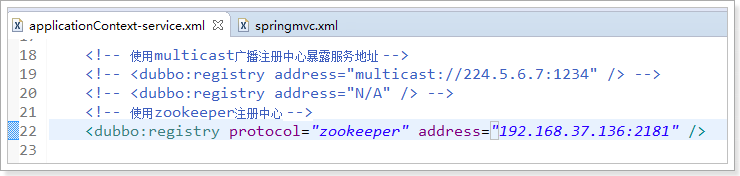 applicationContext-service.xml springmvc.xml
18 <!-- 使用multicast广播注册中心暴露服务地址 -->
19 <!-- <dubbo:registry address="multicast://224.5.6.7:1234" /> -->
20 <!-- <dubbo:registry address="N/A" /> -->
21 <!-- 使用zookeeper注册中心 -->
22 <dubbo:registry protocol="zookeeper" address="192.168.37.136:2181" />
23